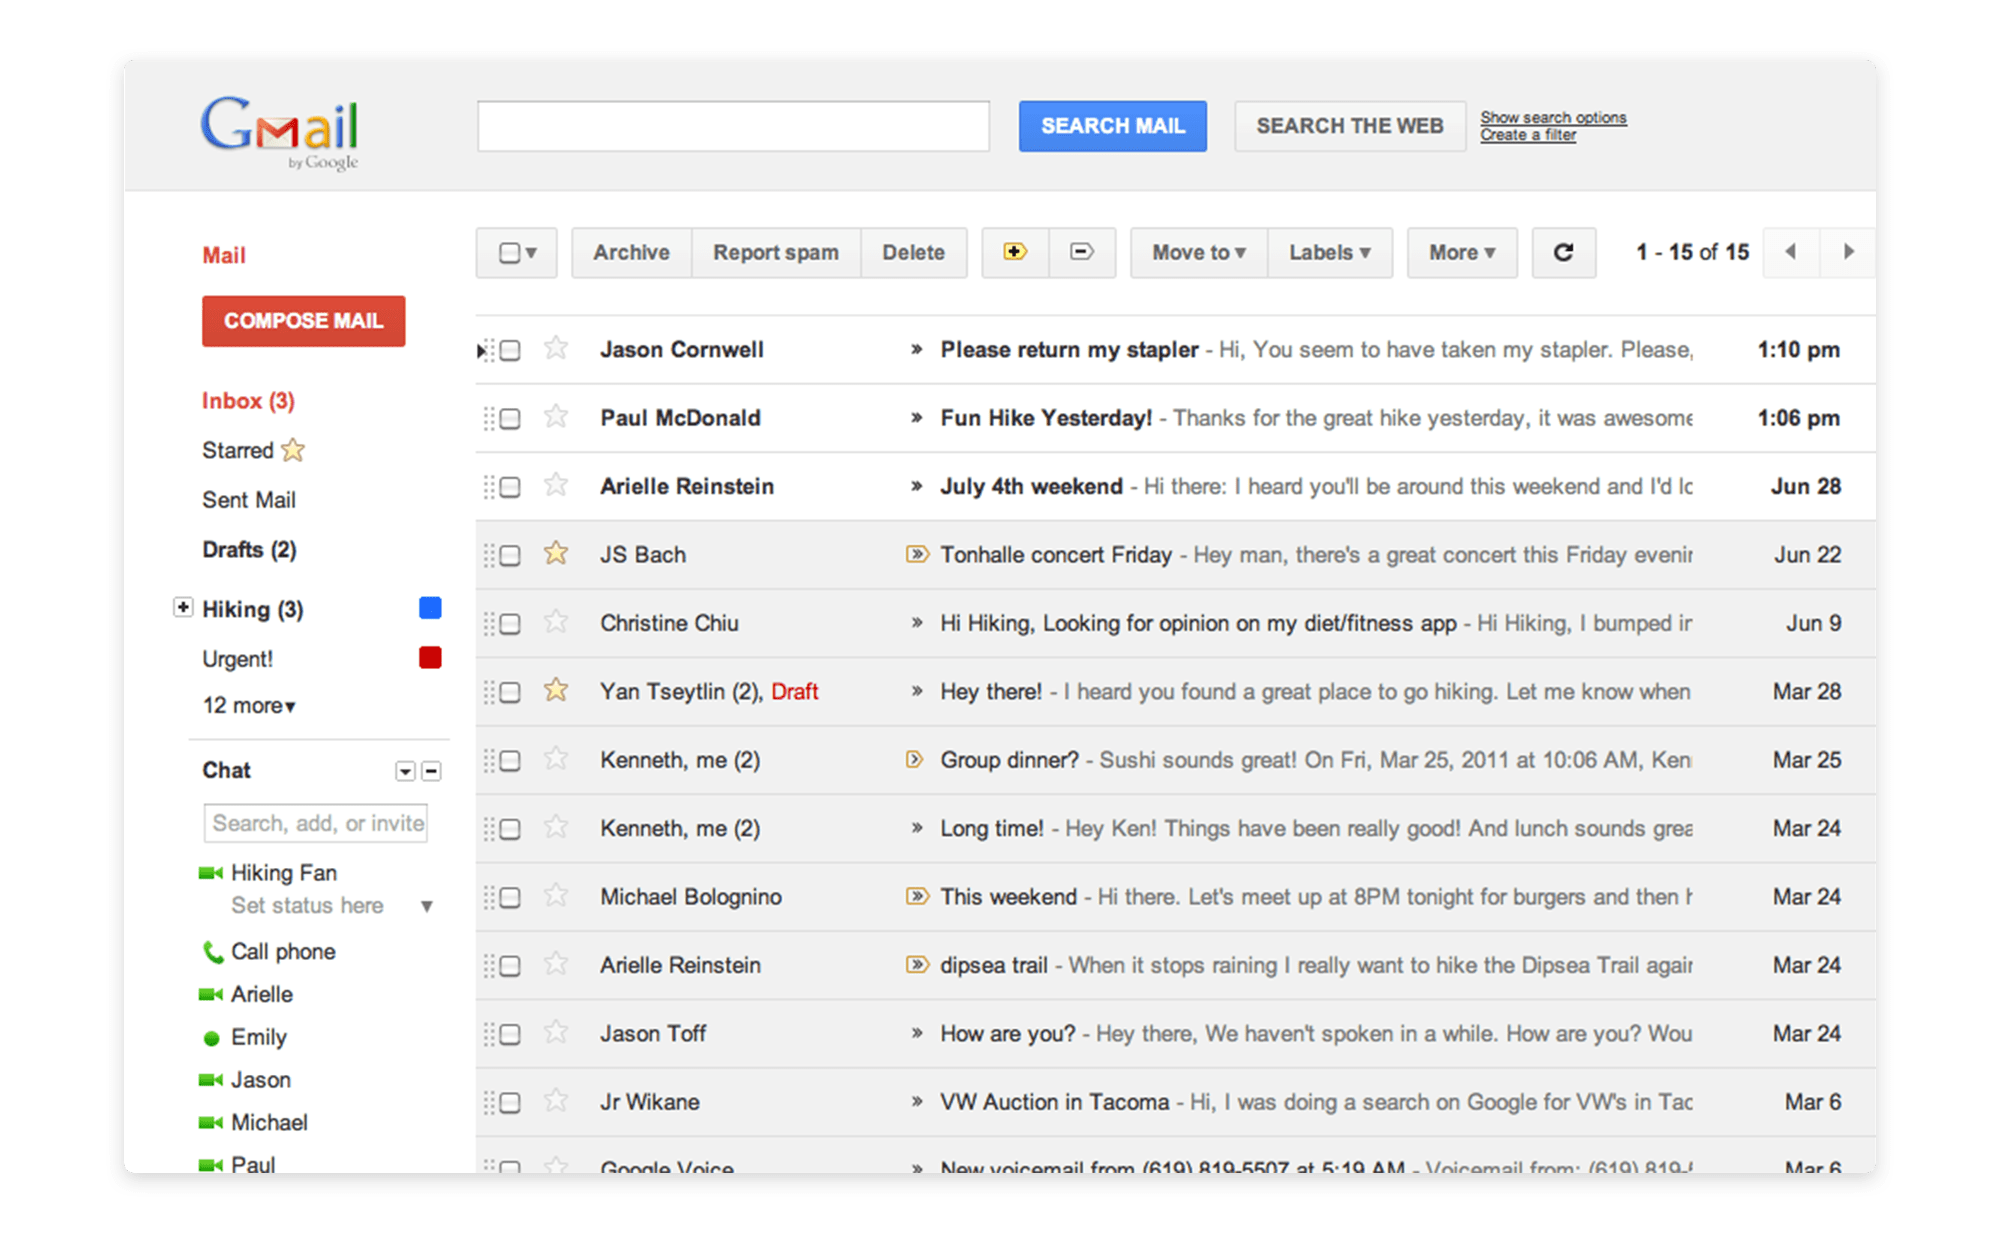 Gmail
by Google
SEARCH MAIL
SEARCH THE WEB
Show search options
Create a filter
Mail
COMPOSE MAIL
Inbox (3)
Starred
Sent Mail
Drafts (2)
Hiking (3)
Urgent!
12 more
Chat
Search, add, or invite
Hiking Fan
Set status here
Call phone
Arielle
Emily
Jason
Michael
Paul
Archive Report spam Delete Move to Labels More 1 - 15 of 15
Jason Cornwell » Please return my stapler - Hi, You seem to have taken my stapler. Please, 1:10 pm
Paul McDonald » Fun Hike Yesterday! - Thanks for the great hike yesterday, it was awesome 1:06 pm
Arielle Reinstein » July 4th weekend - Hi there: I heard you'll be around this weekend and I'd Jun 28
JS Bach » Tonhalle concert Friday - Hey man, there's a great concert this Friday Jun 22
Christine Chiu » Hi Hiking, Looking for opinion on my diet/fitness app - Hi Hiking, I bumped Jun 9
Yan Tseytlin (2), Draft » Hey there! - I heard you found a great place to go hiking. Let me know when Mar 28
Kenneth, me (2) › Group dinner? - Sushi sounds great! On Fri, Mar 25, 2011 at 10:06 AM, Ken Mar 25
Kenneth, me (2) » Long time! - Hey Ken! Things have been really good! And lunch sounds Mar 24
Michael Bolognino » This weekend - Hi there. Let's meet up at 8PM tonight for burgers and then Mar 24
Arielle Reinstein » dipsea trail - When it stops raining I really want to hike the Dipsea Trail Mar 24
Jason Toff » How are you? - Hey there, We haven't spoken in a while. How are you? Wou Mar 24
Jr Wikane » VW Auction in Tacoma - Hi, I was doing a search on Google for VW's in Tac Mar 6
Google Voice » New voicemail from (619) 819-5507 at 5:19 AM - Voicemail from: (619) 819- Mar 6